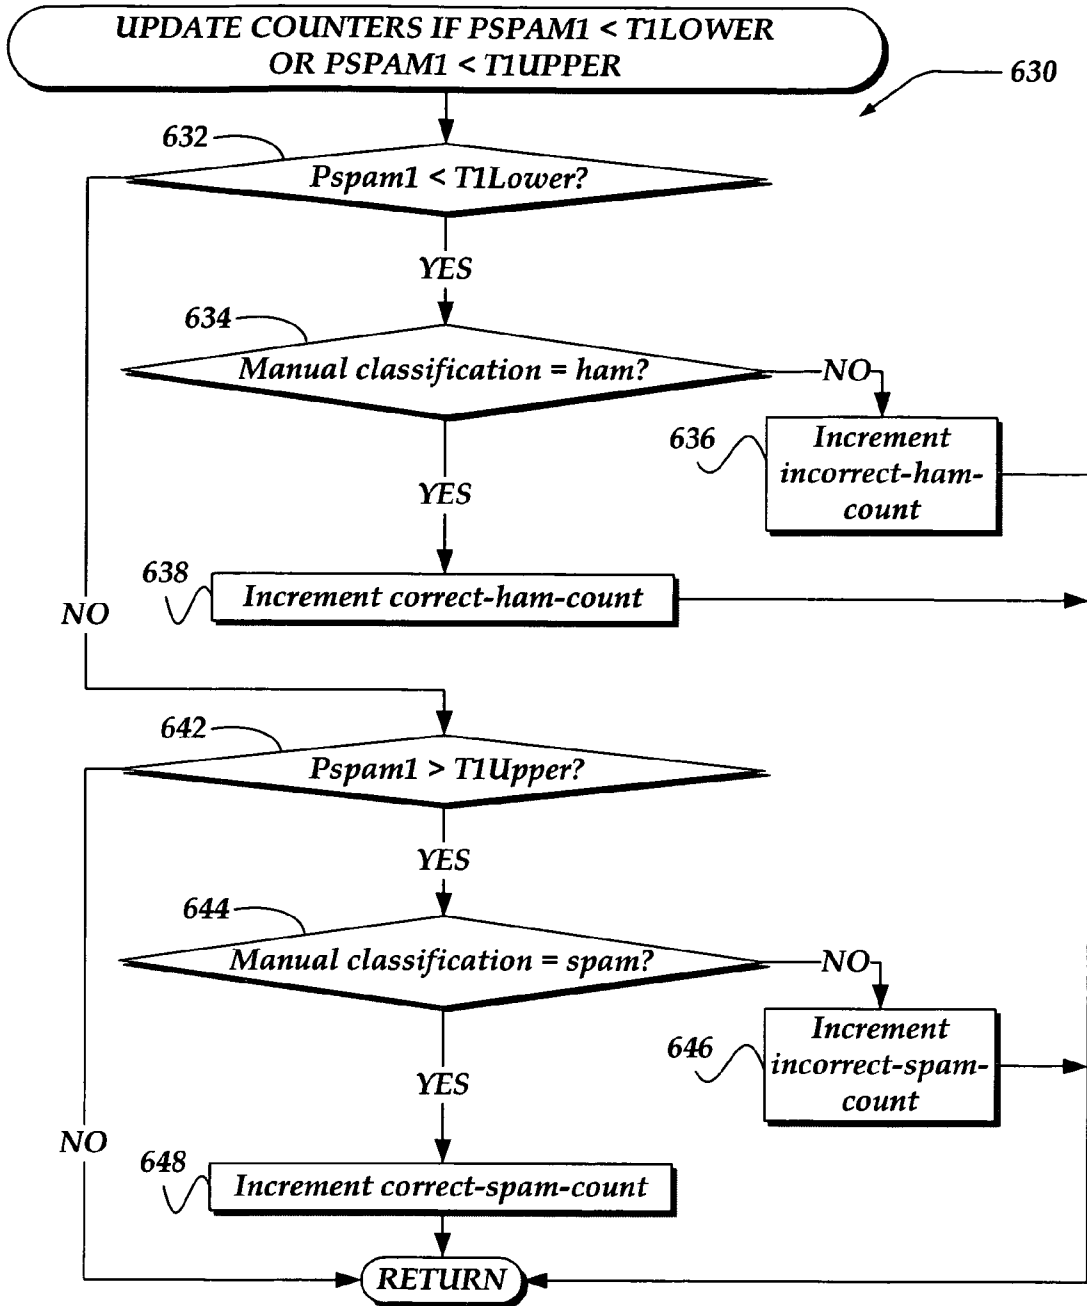 UPDATE COUNTERS IF PSPAM1 < T1LOWER
OR PSPAM1 < T1UPPER
630
632
Pspam1 < T1Lower?
YES
634
Manual classification = ham?
NO
636
Increment
incorrect-ham-
count
YES
638
Increment correct-ham-count
NO
642
Pspam1 > T1Upper?
YES
644
Manual classification = spam?
NO
646
Increment
incorrect-spam-
count
YES
NO
648
Increment correct-spam-count
RETURN